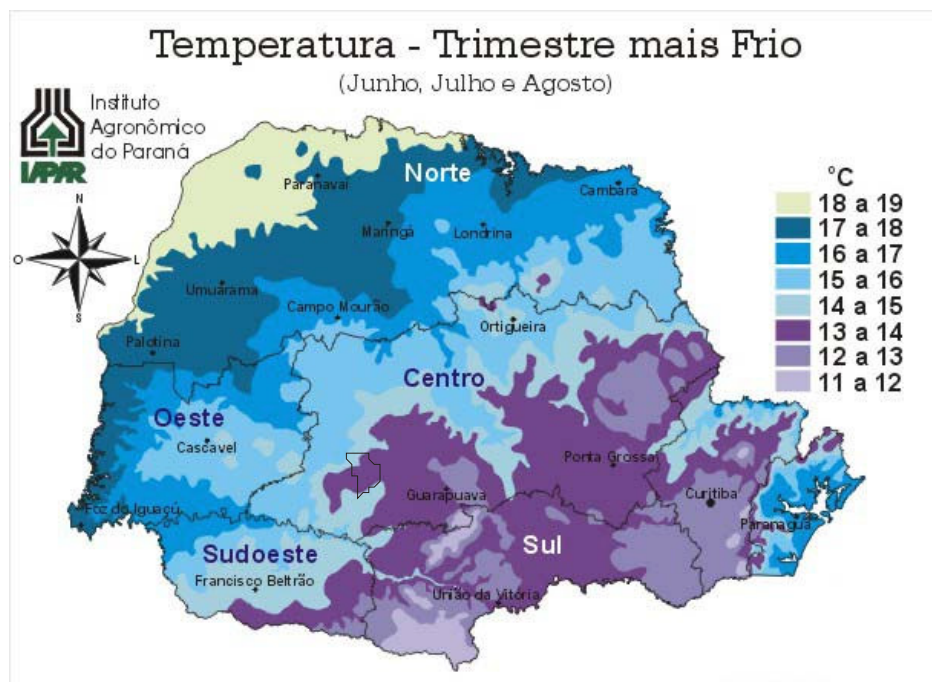 Temperatura - Trimestre mais Frio
(Junho, Julho e Agosto)
Instituto
Agronômico
do Paraná
IAPAR
N
O
L
S
Norte
Paranavaí
Cambará
Maringá
Londrina
Umuarama
Campo Mourão
Ortigueira
Palotina
Centro
Oeste
Cascavel
Ponta Grossa
Guarapuava
Curitiba
Foz do Iguaçú
Paranaguá
Sudoeste
Sul
Francisco Beltrão
União da Vitória
°C
18 a 19
17 a 18
16 a 17
15 a 16
14 a 15
13 a 14
12 a 13
11 a 12